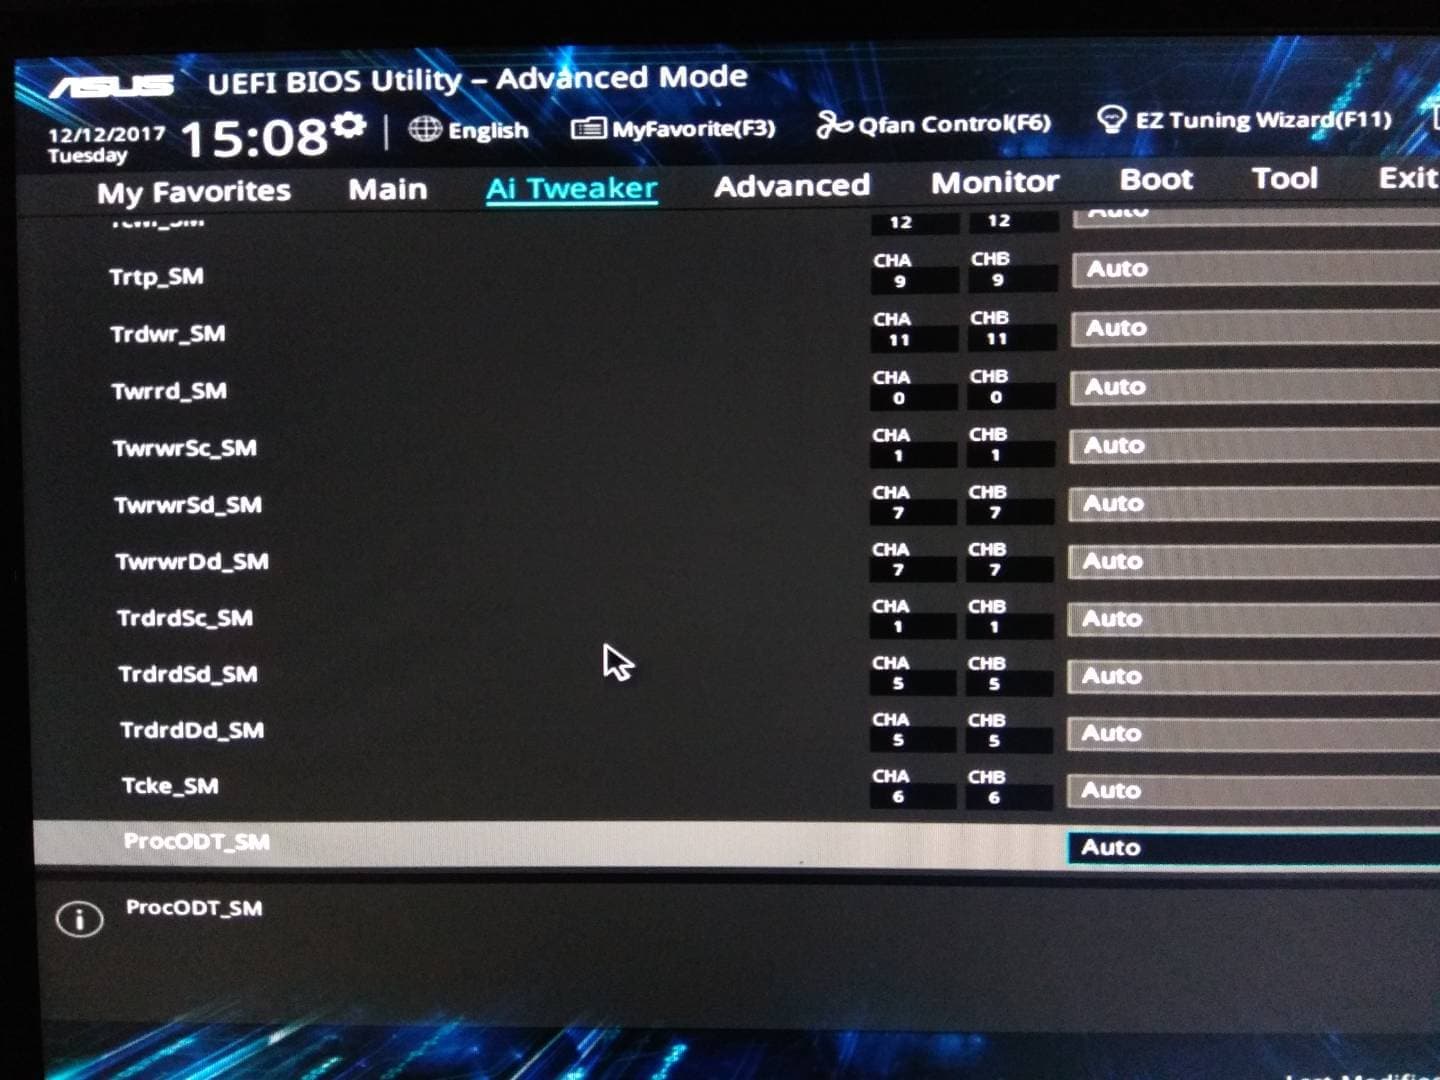 ASUS UEFI BIOS Utility – Advanced Mode
12/12/2017 15:08 English MyFavorite(F3) Qfan Control(F6) EZ Tuning Wizard(F11)
Tuesday
My Favorites Main Ai Tweaker Advanced Monitor Boot Tool Exit
12 12 Auto
Trtp_SM CHA 9 CHB 9 Auto
Trdwr_SM CHA 11 CHB 11 Auto
Twrrd_SM CHA 0 CHB 0 Auto
TwrwrSc_SM CHA 1 CHB 1 Auto
TwrwrSd_SM CHA 7 CHB 7 Auto
TwrwrDd_SM CHA 7 CHB 7 Auto
TrdrdSc_SM CHA 1 CHB 1 Auto
TrdrdSd_SM CHA 5 CHB 5 Auto
TrdrdDd_SM CHA 5 CHB 5 Auto
Tcke_SM CHA 6 CHB 6 Auto
ProcODT_SM Auto
ProcODT_SM